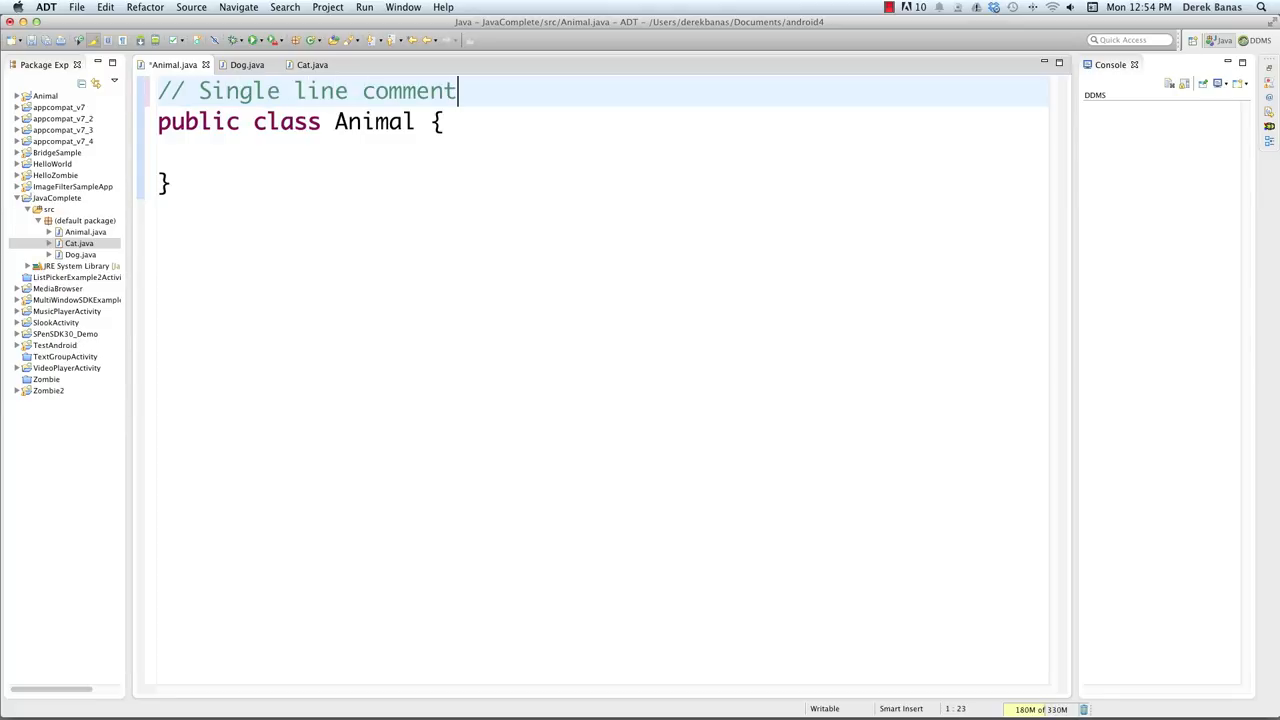 ADT File Edit Refactor Source Navigate Search Project Run Window Help 10 Mon 12:54 PM Derek Banas
Java – JavaComplete/src/Animal.java – ADT – /Users/derekbanas/Documents/android4
Quick Access Java DDMS
Package Exp
*Animal.java Dog.java Cat.java
Console
DDMS
Animal
appcompat_v7
appcompat_v7_2
appcompat_v7_3
appcompat_v7_4
BridgeSample
HelloWorld
HelloZombie
ImageFilterSampleApp
JavaComplete
src
(default package)
Animal.java
Cat.java
Dog.java
JRE System Library [Ja
ListPickerExample2Activi
MediaBrowser
MultiWindowSDKExample
MusicPlayerActivity
SlookActivity
SPenSDK30_Demo
TestAndroid
TextGroupActivity
VideoPlayerActivity
Zombie
Zombie2
// Single line comment
public class Animal {
}
Writable Smart Insert 1 : 23 180M of 330M